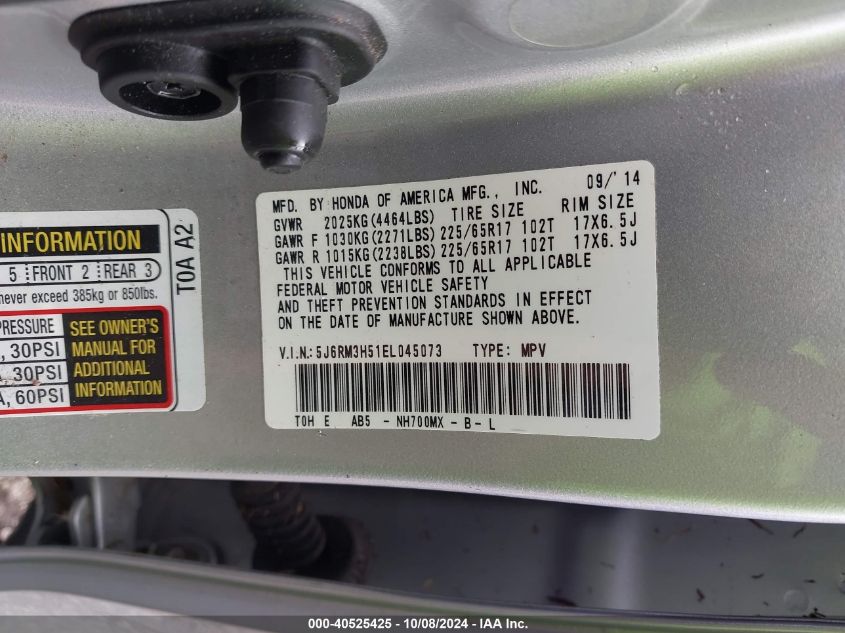 INFORMATION
5 FRONT 2 REAR 3
never exceed 385kg or 850lbs.
PRESSURE
, 30PSI
, 30PSI
A, 60PSI
SEE OWNER'S
MANUAL FOR
ADDITIONAL
INFORMATION
T0A A2
MFD. BY HONDA OF AMERICA MFG., INC. 09/'14
GVWR 2025KG(4464LBS) TIRE SIZE RIM SIZE
GAWR F 1030KG(2271LBS) 225/65R17 102T 17X6.5J
GAWR R 1015KG(2238LBS) 225/65R17 102T 17X6.5J
THIS VEHICLE CONFORMS TO ALL APPLICABLE
FEDERAL MOTOR VEHICLE SAFETY
AND THEFT PREVENTION STANDARDS IN EFFECT
ON THE DATE OF MANUFACTURE SHOWN ABOVE.
V.I.N.: 5J6RM3H51EL045073 TYPE: MPV
T0H E AB5 - NH700MX - B - L
000-40525425 - 10/08/2024 - IAA Inc.